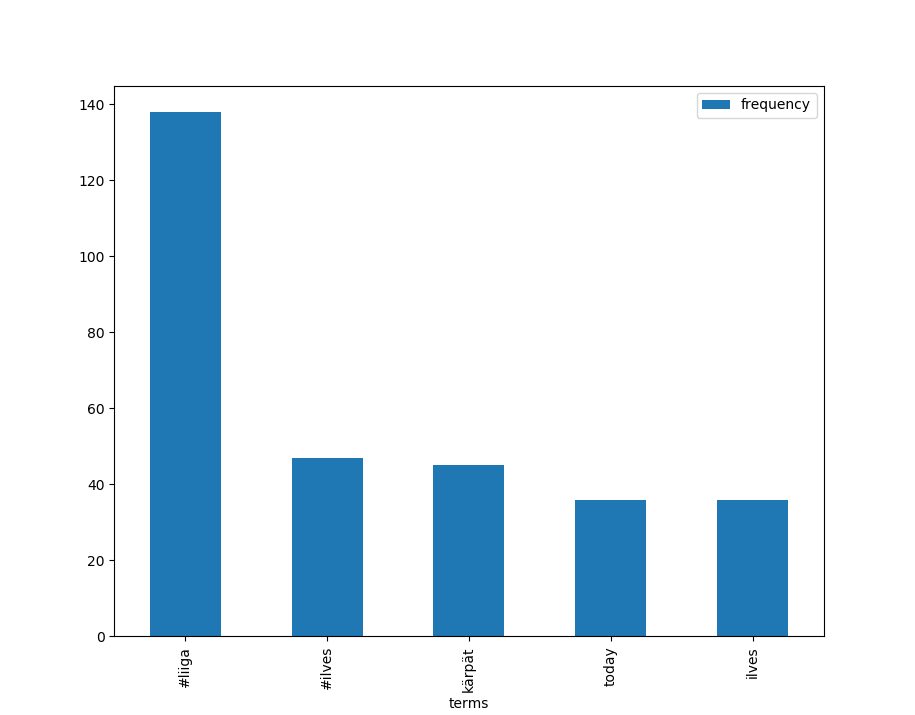 frequency
140
120
100
80
60
40
20
0
#liiga
#ilves
kärpät
today
ilves
terms